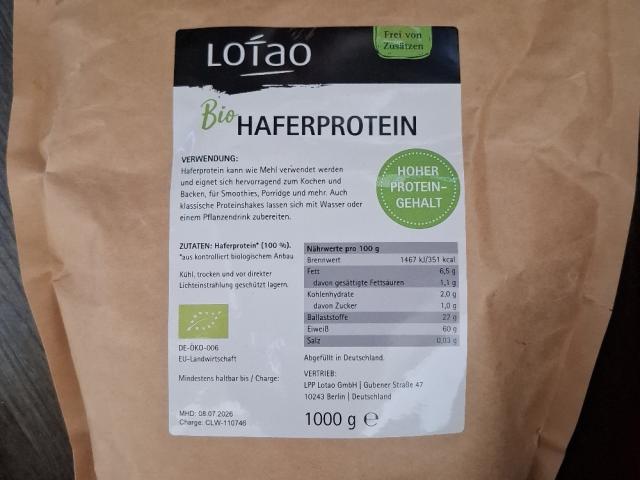 LOTAO
Frei von
Zusätzen
Bio
HAFERPROTEIN
VERWENDUNG:
Haferprotein kann wie Mehl verwendet werden
und eignet sich hervorragend zum Kochen und
Backen, für Smoothies, Porridge und mehr. Auch
klassische Proteinshakes lassen sich mit Wasser oder
einem Pflanzendrink zubereiten.
HOHER
PROTEIN-
GEHALT
ZUTATEN: Haferprotein* (100 %).
*aus kontrolliert biologischem Anbau
Kühl, trocken und vor direkter
Lichteinstrahlung geschützt lagern.
Nährwerte pro 100 g
Brennwert 1467 kJ/351 kcal
Fett 6,5 g
davon gesättigte Fettsäuren 1,1 g
Kohlenhydrate 2,0 g
davon Zucker 1,0 g
Ballaststoffe 27 g
Eiweiß 60 g
Salz 0,03 g
DE-ÖKO-006
EU-Landwirtschaft
Mindestens haltbar bis / Charge:
MHD: 08.07.2026
Charge: CLW-110746
Abgefüllt in Deutschland.
VERTRIEB:
LPP Lotao GmbH | Gubener Straße 47
10243 Berlin | Deutschland
1000 g ℮